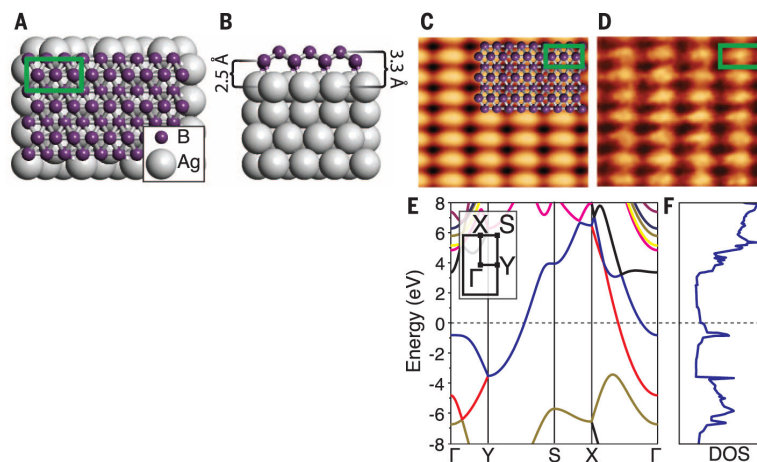 A
B
C
D
2.5 Å
3.3 Å
B
Ag
E
F
8
6
4
2
0
-2
-4
-6
-8
Energy (eV)
X S
Γ Y
Γ Y S X Γ
DOS